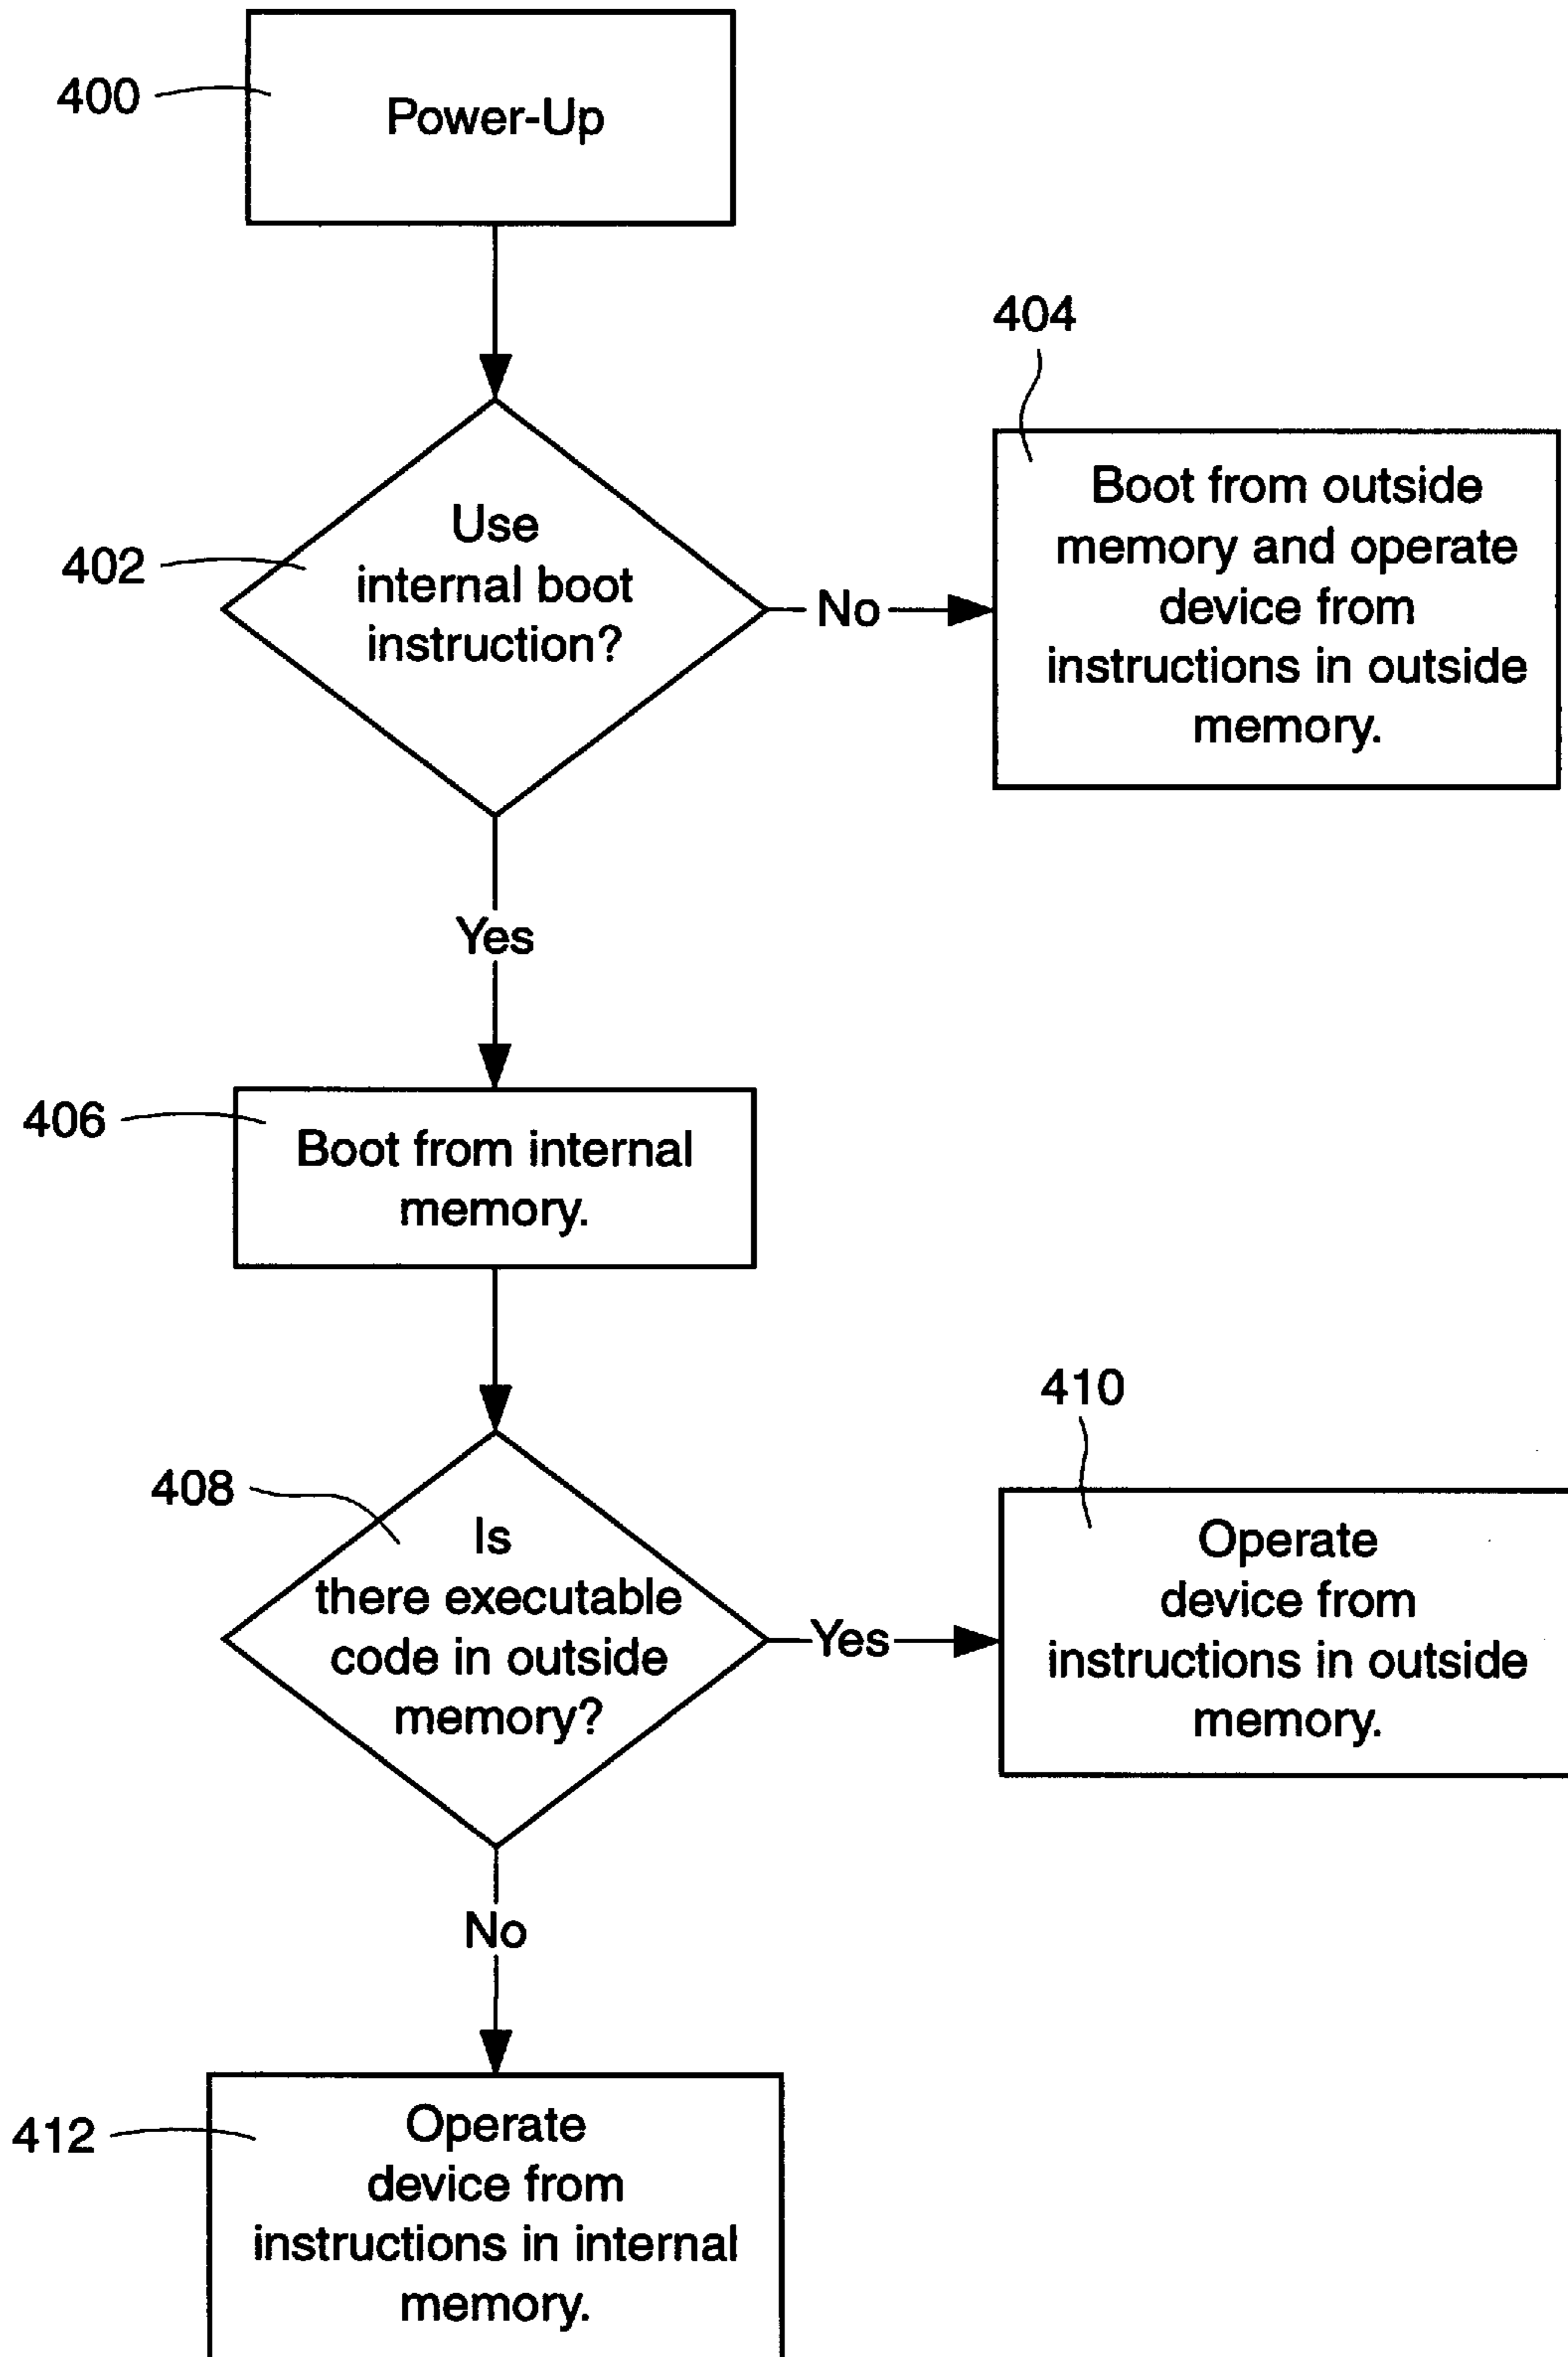 400
Power-Up
404
402
Use
internal boot
instruction?
No
Boot from outside
memory and operate
device from
instructions in outside
memory.
Yes
406
Boot from internal
memory.
410
408
Is
there executable
code in outside
memory?
Yes
Operate
device from
instructions in outside
memory.
No
412
Operate
device from
instructions in internal
memory.